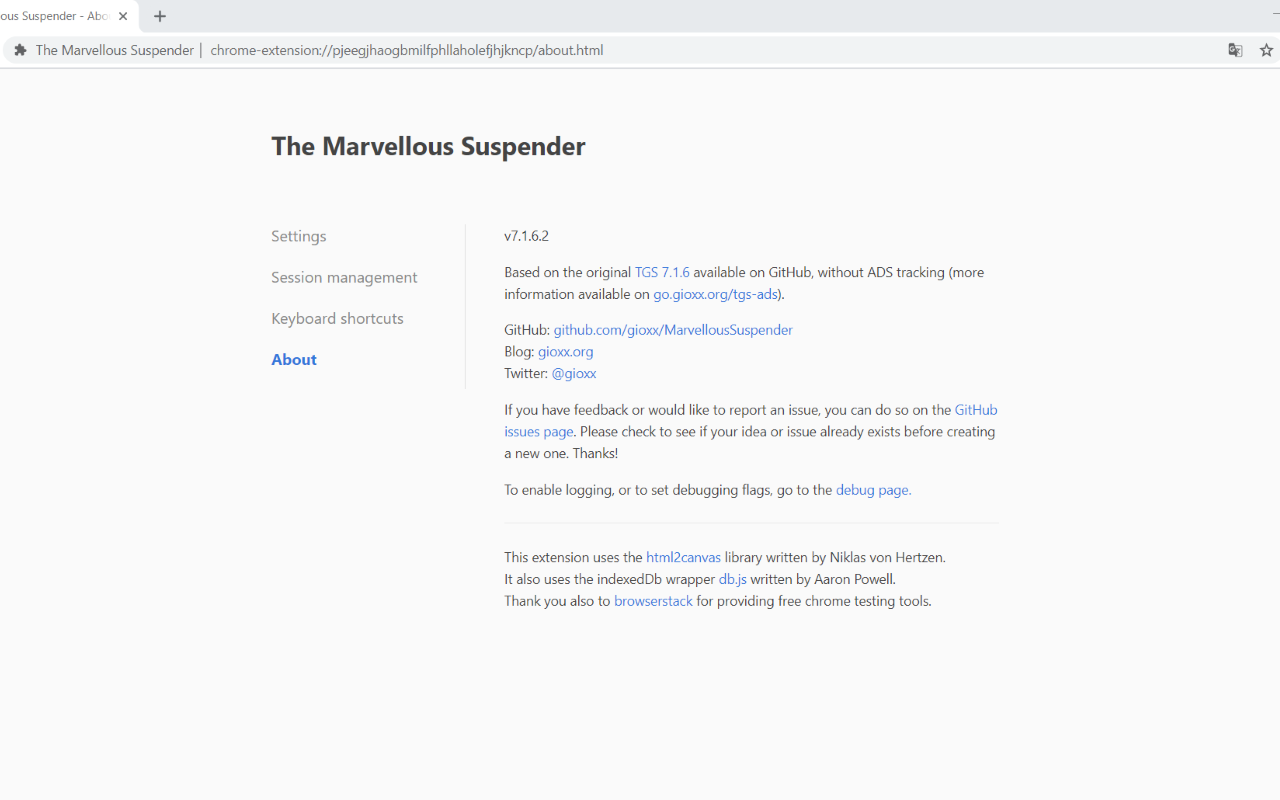 ous Suspender - Abo
The Marvellous Suspender | chrome-extension://pjeegjhaogbmilfphllaholefjhjkncp/about.html
The Marvellous Suspender
Settings
Session management
Keyboard shortcuts
About
v7.1.6.2
Based on the original TGS 7.1.6 available on GitHub, without ADS tracking (more
information available on go.gioxx.org/tgs-ads).
GitHub: github.com/gioxx/MarvellousSuspender
Blog: gioxx.org
Twitter: @gioxx
If you have feedback or would like to report an issue, you can do so on the GitHub
issues page. Please check to see if your idea or issue already exists before creating
a new one. Thanks!
To enable logging, or to set debugging flags, go to the debug page.
This extension uses the html2canvas library written by Niklas von Hertzen.
It also uses the indexedDb wrapper db.js written by Aaron Powell.
Thank you also to browserstack for providing free chrome testing tools.